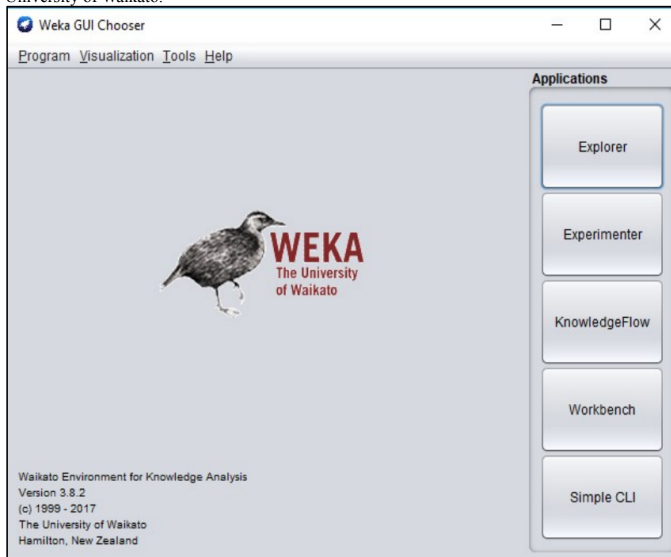 University of Waikato.
Weka GUI Chooser
Program Visualization Tools Help
Applications
Explorer
Experimenter
KnowledgeFlow
Workbench
Simple CLI
WEKA
The University
of Waikato
Waikato Environment for Knowledge Analysis
Version 3.8.2
(c) 1999 - 2017
The University of Waikato
Hamilton, New Zealand